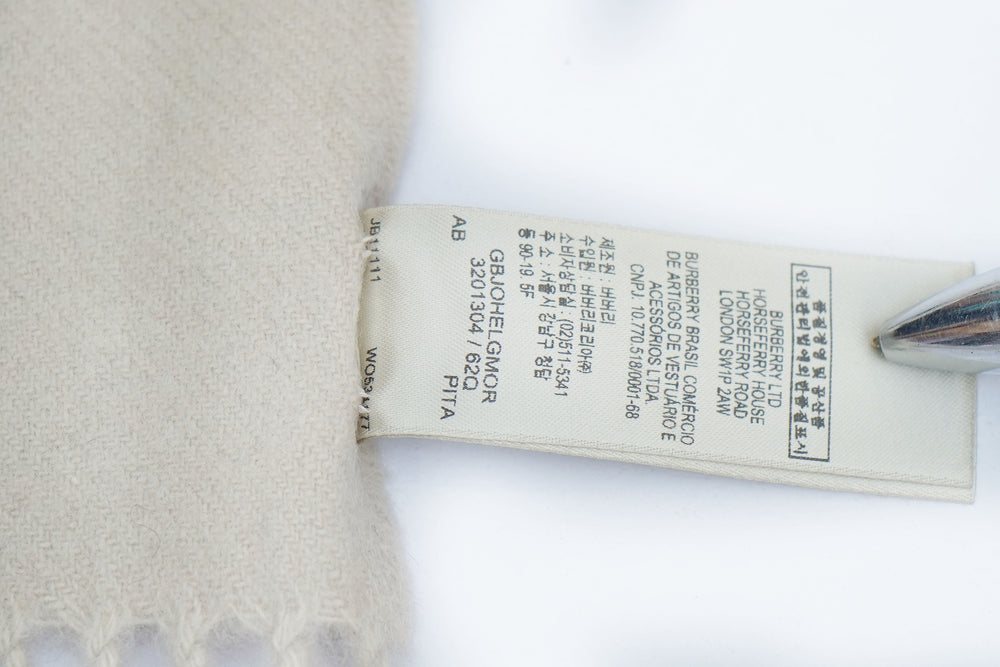 품질경영 및 공산품
안전관리법에의한품질표시
BURBERRY LTD
HORSEFERRY HOUSE
HORSEFERRY ROAD
LONDON SW1P 2AW
BURBERRY BRASIL COMÉRCIO
DE ARTIGOS DE VESTUÁRIO E
ACESSÓRIOS LTDA.
CNPJ. 10.770.518/0001-68
제조원 : 버버리
수입원 : 버버리코리아㈜
소비자상담실 : (02)511-5341
주 소 : 서울시 강남구 청담
동 90-19. 5F
GBJOHELGMOR
3201304 / 62Q
AB PITA
JB11111